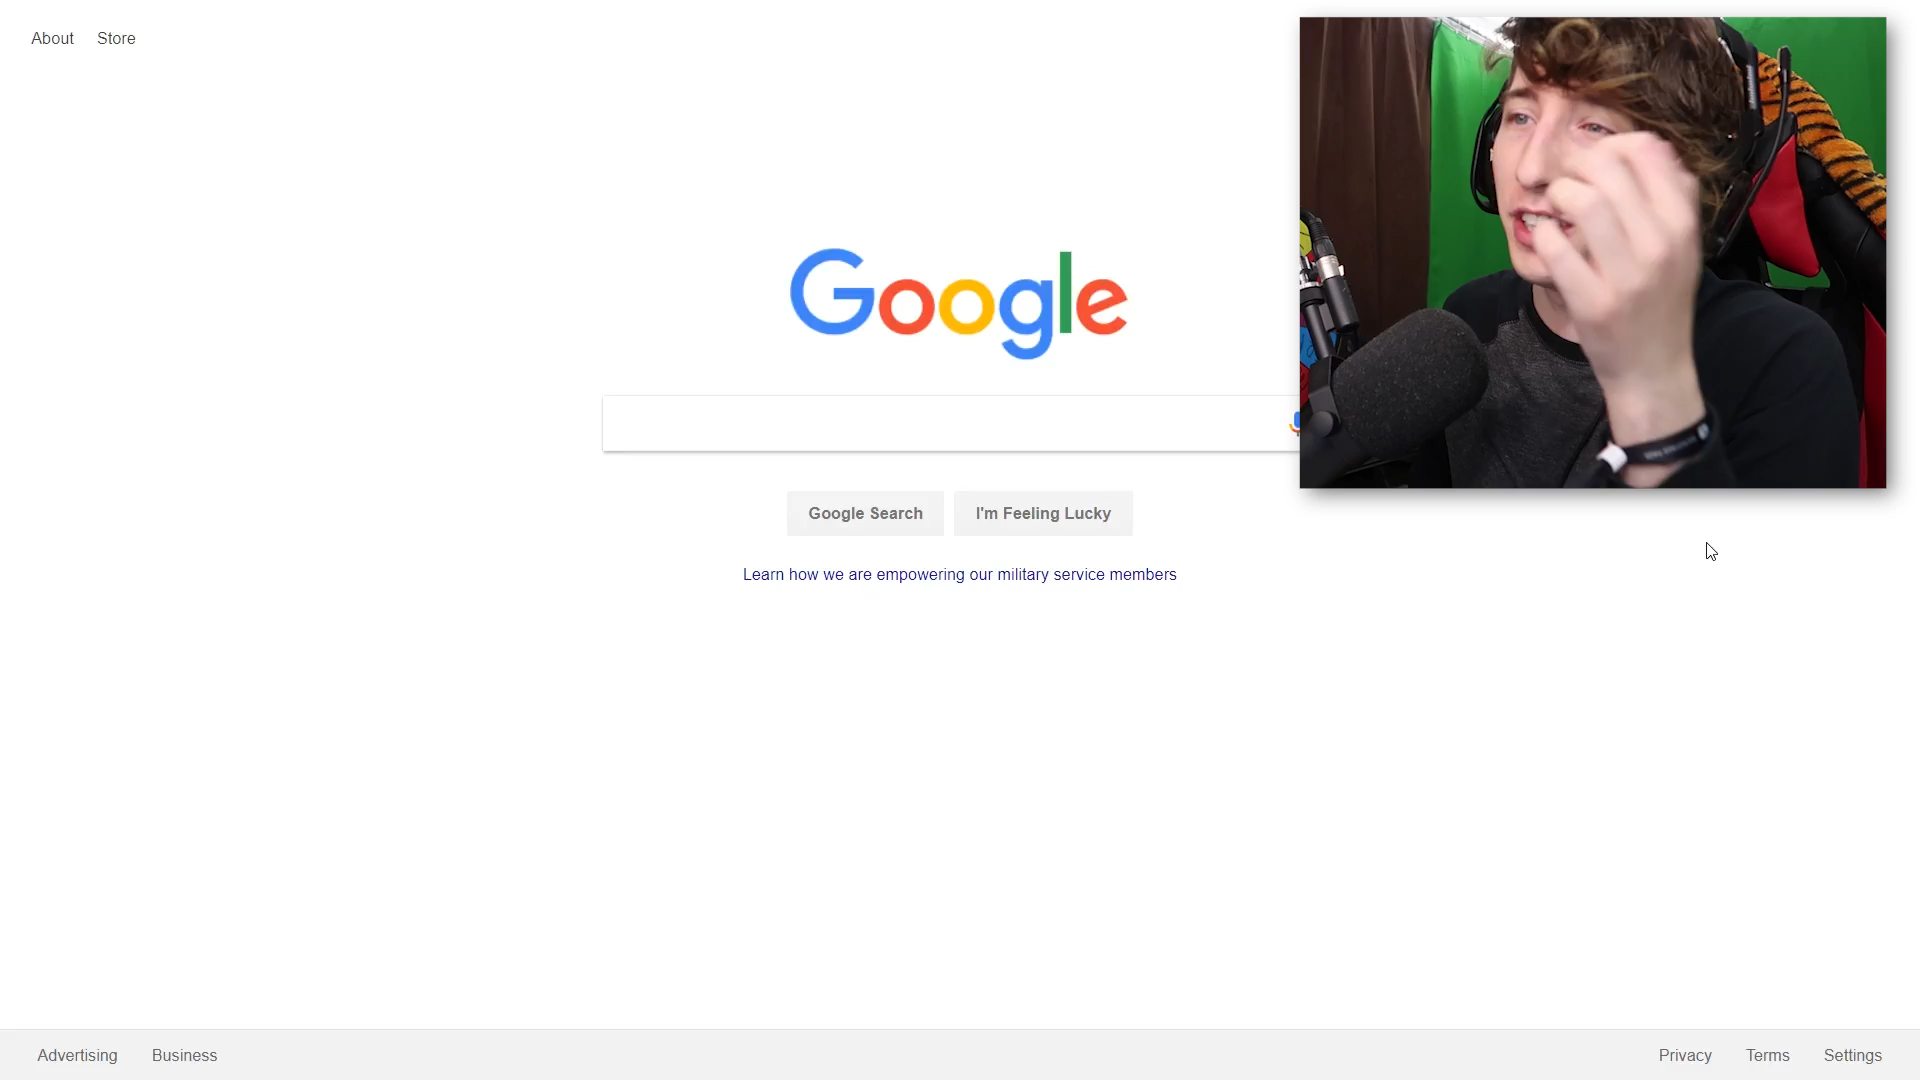 About Store
Google
Google Search I'm Feeling Lucky
Learn how we are empowering our military service members
Advertising Business Privacy Terms Settings